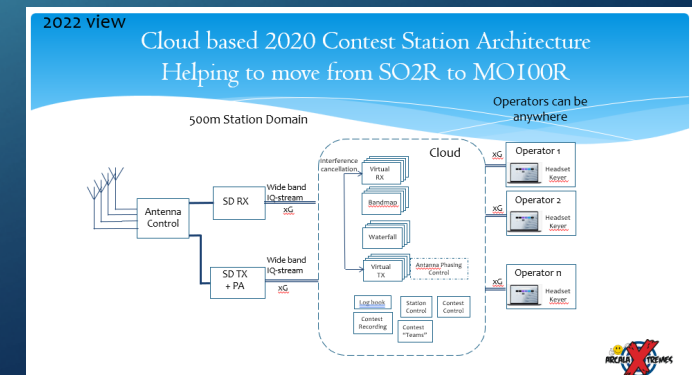 2022 view
Cloud based 2020 Contest Station Architecture
Helping to move from SO2R to MO100R
Operators can be
anywhere
500m Station Domain
Cloud
Interference
cancellation
Virtual
RX
Bandmap
Waterfall
Virtual
TX
Antanna Phasing
Control
Log book
Station
Control
Contest
Control
Contest
Recording
Contest
"Teams"
Antenna
Control
SD RX
Wide band
IQ-stream
xG
SD TX
+ PA
Wide band
IQ-stream
xG
xG
Operator 1
Headset
Keyer
xG
Operator 2
Headset
Keyer
xG
Operator n
Headset
Keyer
ARCALA XTREMES